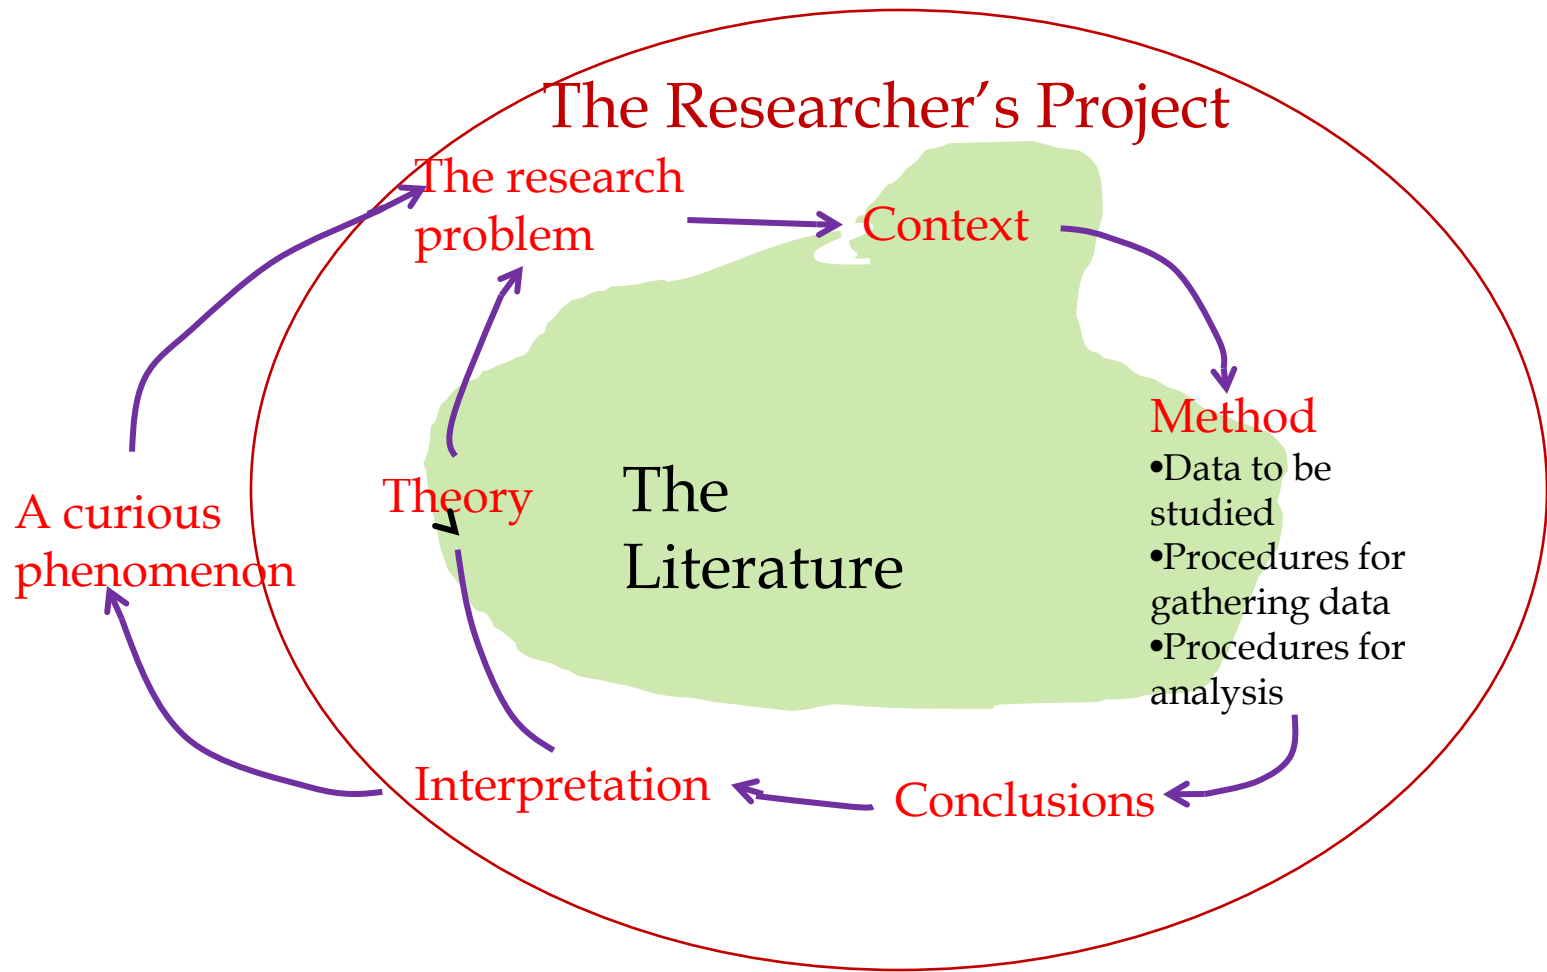 The Researcher’s Project
The research
problem
Context
Method
•Data to be
studied
•Procedures for
gathering data
•Procedures for
analysis
Theory
The
Literature
A curious
phenomenon
Interpretation
Conclusions